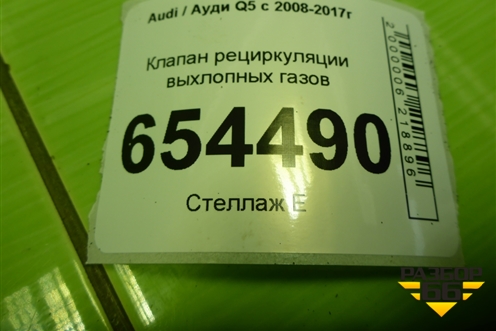 Audi / Ауди Q5 с 2008-2017г
Клапан рециркуляции
выхлопных газов
654490
Стеллаж E
2000006218896
РАЗБОР
66